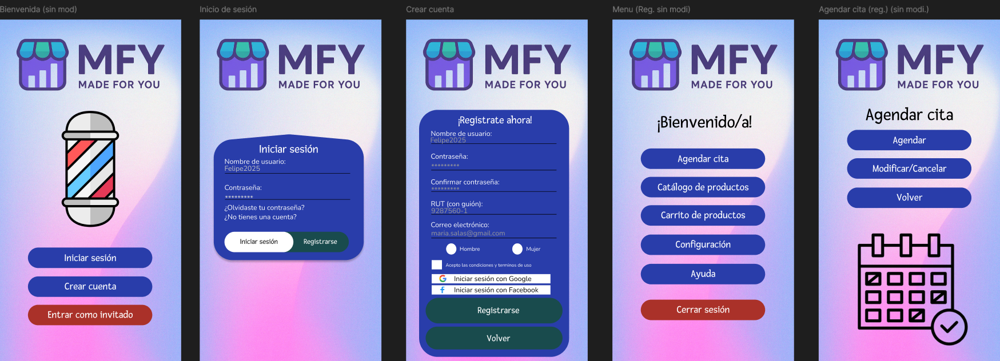 Bienvenida (sin mod)
MFY
MADE FOR YOU
Iniciar sesión
Crear cuenta
Entrar como invitado
Inicio de sesión
MFY
MADE FOR YOU
Iniciar sesión
Nombre de usuario:
Felipe2025
Contraseña:
*********
¿Olvidaste tu contraseña?
¿No tienes una cuenta?
Iniciar sesión
Registrarse
Crear cuenta
MFY
MADE FOR YOU
¡Registrate ahora!
Nombre de usuario:
Felipe2025
Contraseña:
*********
Confirmar contraseña:
*********
RUT (con guión):
9287560-1
Correo electrónico:
maria.salas@gmail.com
Hombre
Mujer
Acepto las condiciones y terminos de uso
Iniciar sesión con Google
Iniciar sesión con Facebook
Registrarse
Volver
Menu (Reg. sin modi)
MFY
MADE FOR YOU
¡Bienvenido/a!
Agendar cita
Catálogo de productos
Carrito de productos
Configuración
Ayuda
Cerrar sesión
Agendar cita (reg.) (sin modi.)
MFY
MADE FOR YOU
Agendar cita
Agendar
Modificar/Cancelar
Volver